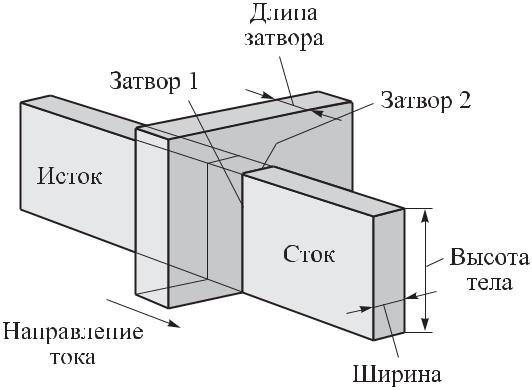 Длина
затвора
Затвор 1
Затвор 2
Исток
Сток
Высота
тела
Направление
тока
Ширина